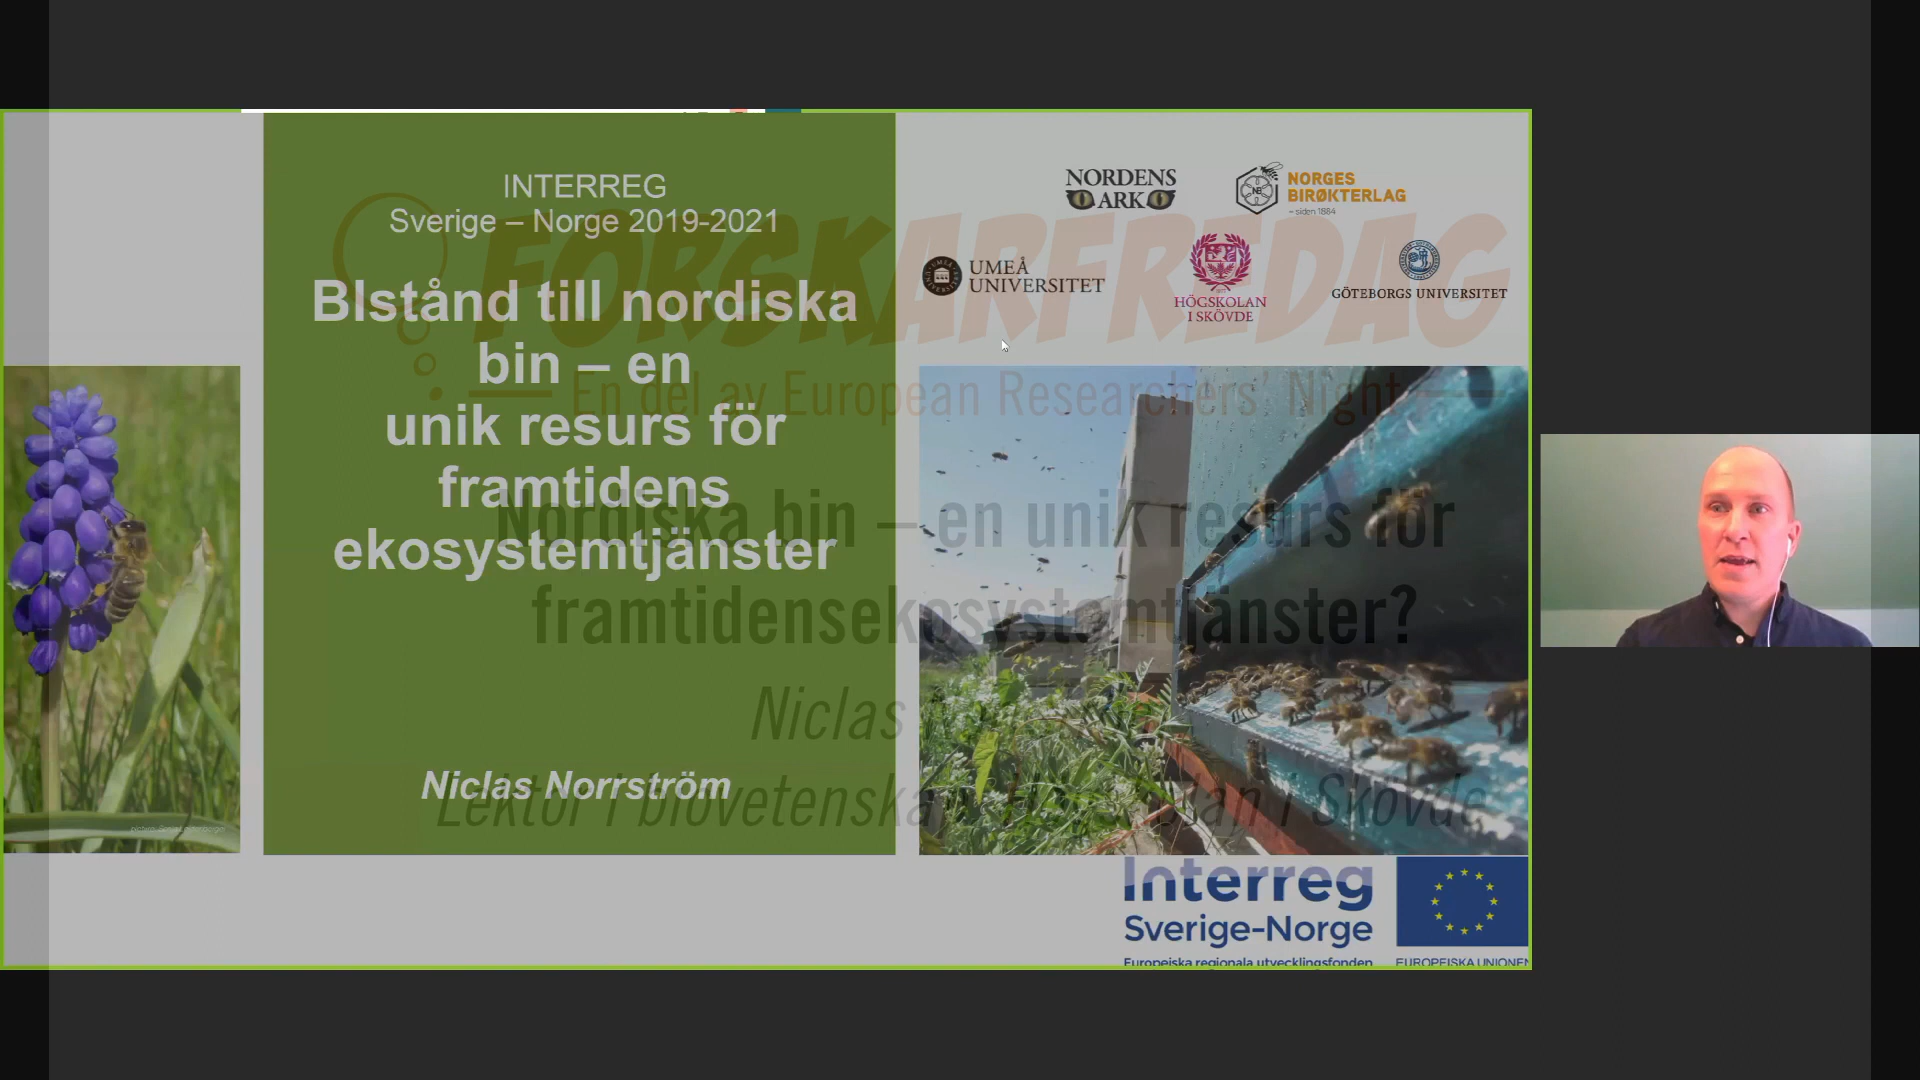 INTERREG
Sverige – Norge 2019-2021
BIstånd till nordiska
bin – en
unik resurs för
framtidens
ekosystemtjänster
Niclas Norrström
NORDENS
ARK
NORGES
BIRØKTERLAG
– siden 1884
UMEÅ
UNIVERSITET
HÖGSKOLAN
I SKÖVDE
GÖTEBORGS UNIVERSITET
FORSKARFREDAG
En del av European Researchers' Night
Nordiska bin – en unik resurs för
framtidensekosystemtjänster?
Niclas
Lektor i biovetenskap, Högskolan i Skövde
Interreg
Sverige-Norge
Europeiska regionala utvecklingsfonden
EUROPEISKA UNIONEN